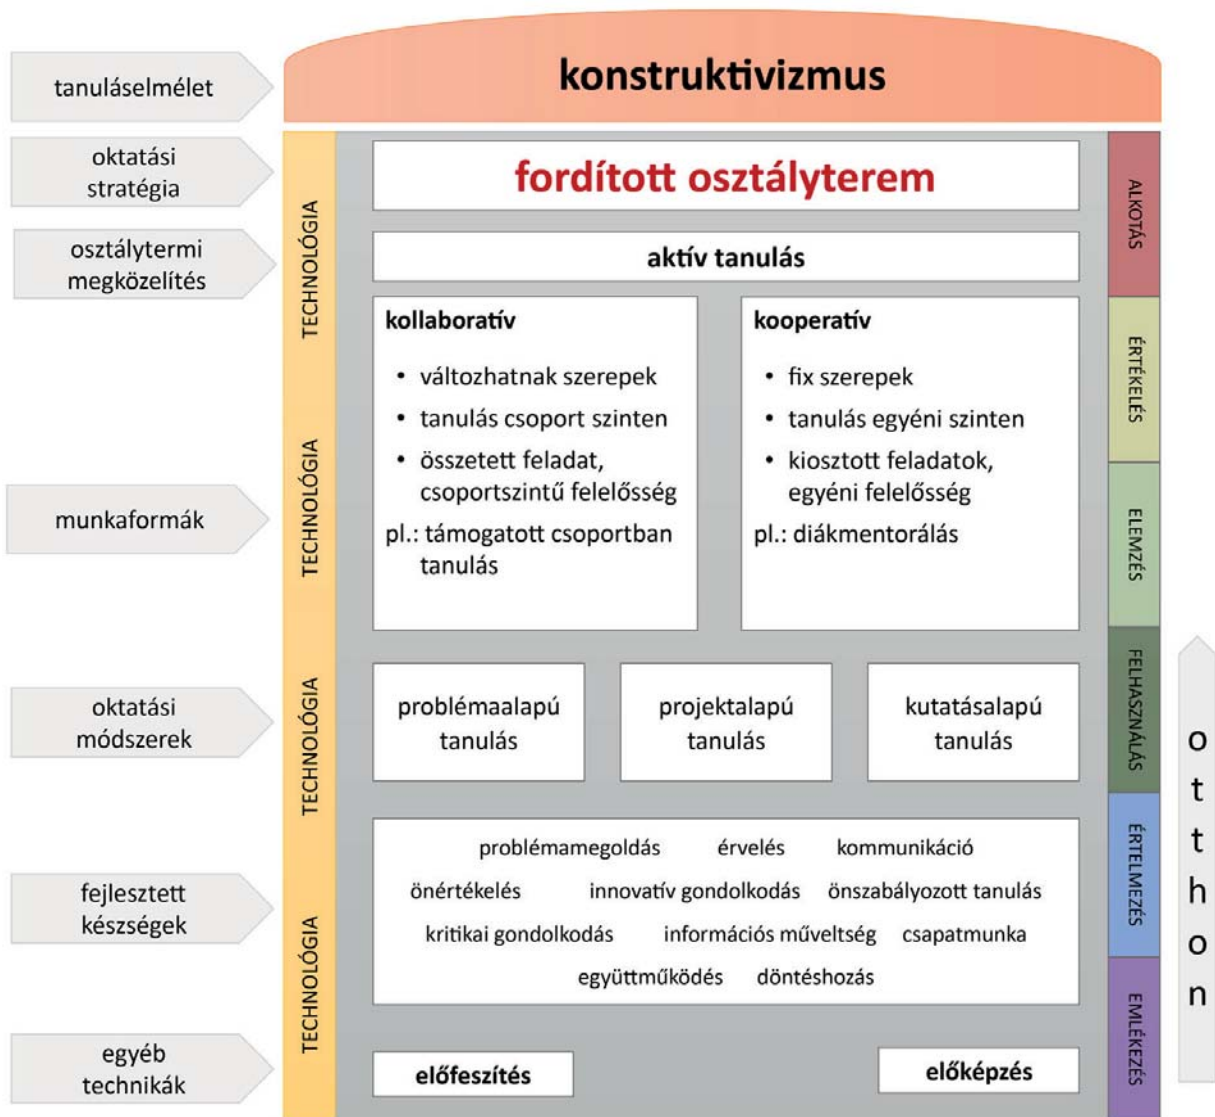 konstruktivizmus
tanuláselmélet
oktatási
stratégia
fordított osztályterem
osztálytermi
megközelítés
aktív tanulás
munkaformák
kollaboratív
• változhatnak szerepek
• tanulás csoport szinten
• összetett feladat,
csoportszintű felelősség
pl.: támogatott csoportban
tanulás
kooperatív
• fix szerepek
• tanulás egyéni szinten
• kiosztott feladatok,
egyéni felelősség
pl.: diákmentorálás
oktatási
módszerek
problémaalapú
tanulás
projektalapú
tanulás
kutatásalapú
tanulás
fejlesztett
készségek
problémamegoldás érvelés kommunikáció
önértékelés innovatív gondolkodás önszabályozott tanulás
kritikai gondolkodás információs műveltség csapatmunka
együttműködés döntéshozás
egyéb
technikák
előfeszítés
előképzés
TECHNOLÓGIA
TECHNOLÓGIA
TECHNOLÓGIA
TECHNOLÓGIA
ALKOTÁS
ÉRTÉKELÉS
ELEMZÉS
FELHASZNÁLÁS
ÉRTELMEZÉS
EMLÉKEZÉS
otthon